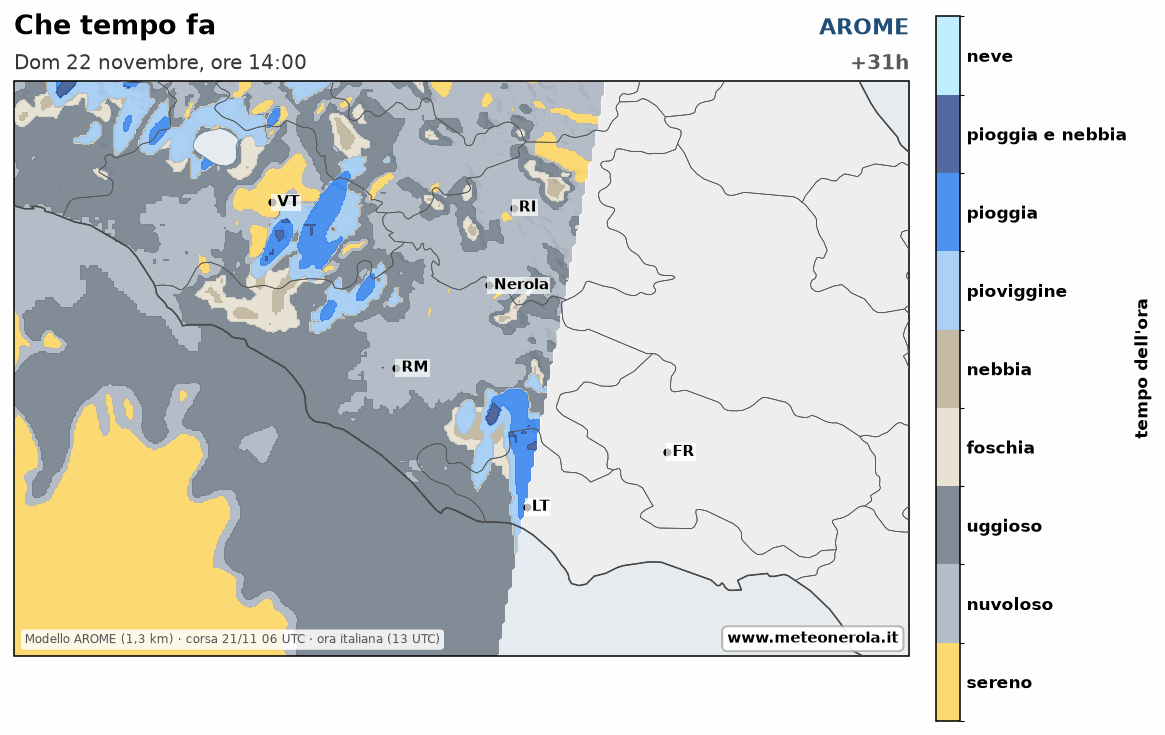 Che tempo fa
AROME
Dom 22 novembre, ore 14:00
+31h
neve
pioggia e nebbia
pioggia
pioviggine
nebbia
foschia
uggioso
nuvoloso
sereno
tempo dell'ora
VT
RI
Nerola
RM
FR
LT
Modello AROME (1,3 km) · corsa 21/11 06 UTC · ora italiana (13 UTC)
www.meteonerola.it